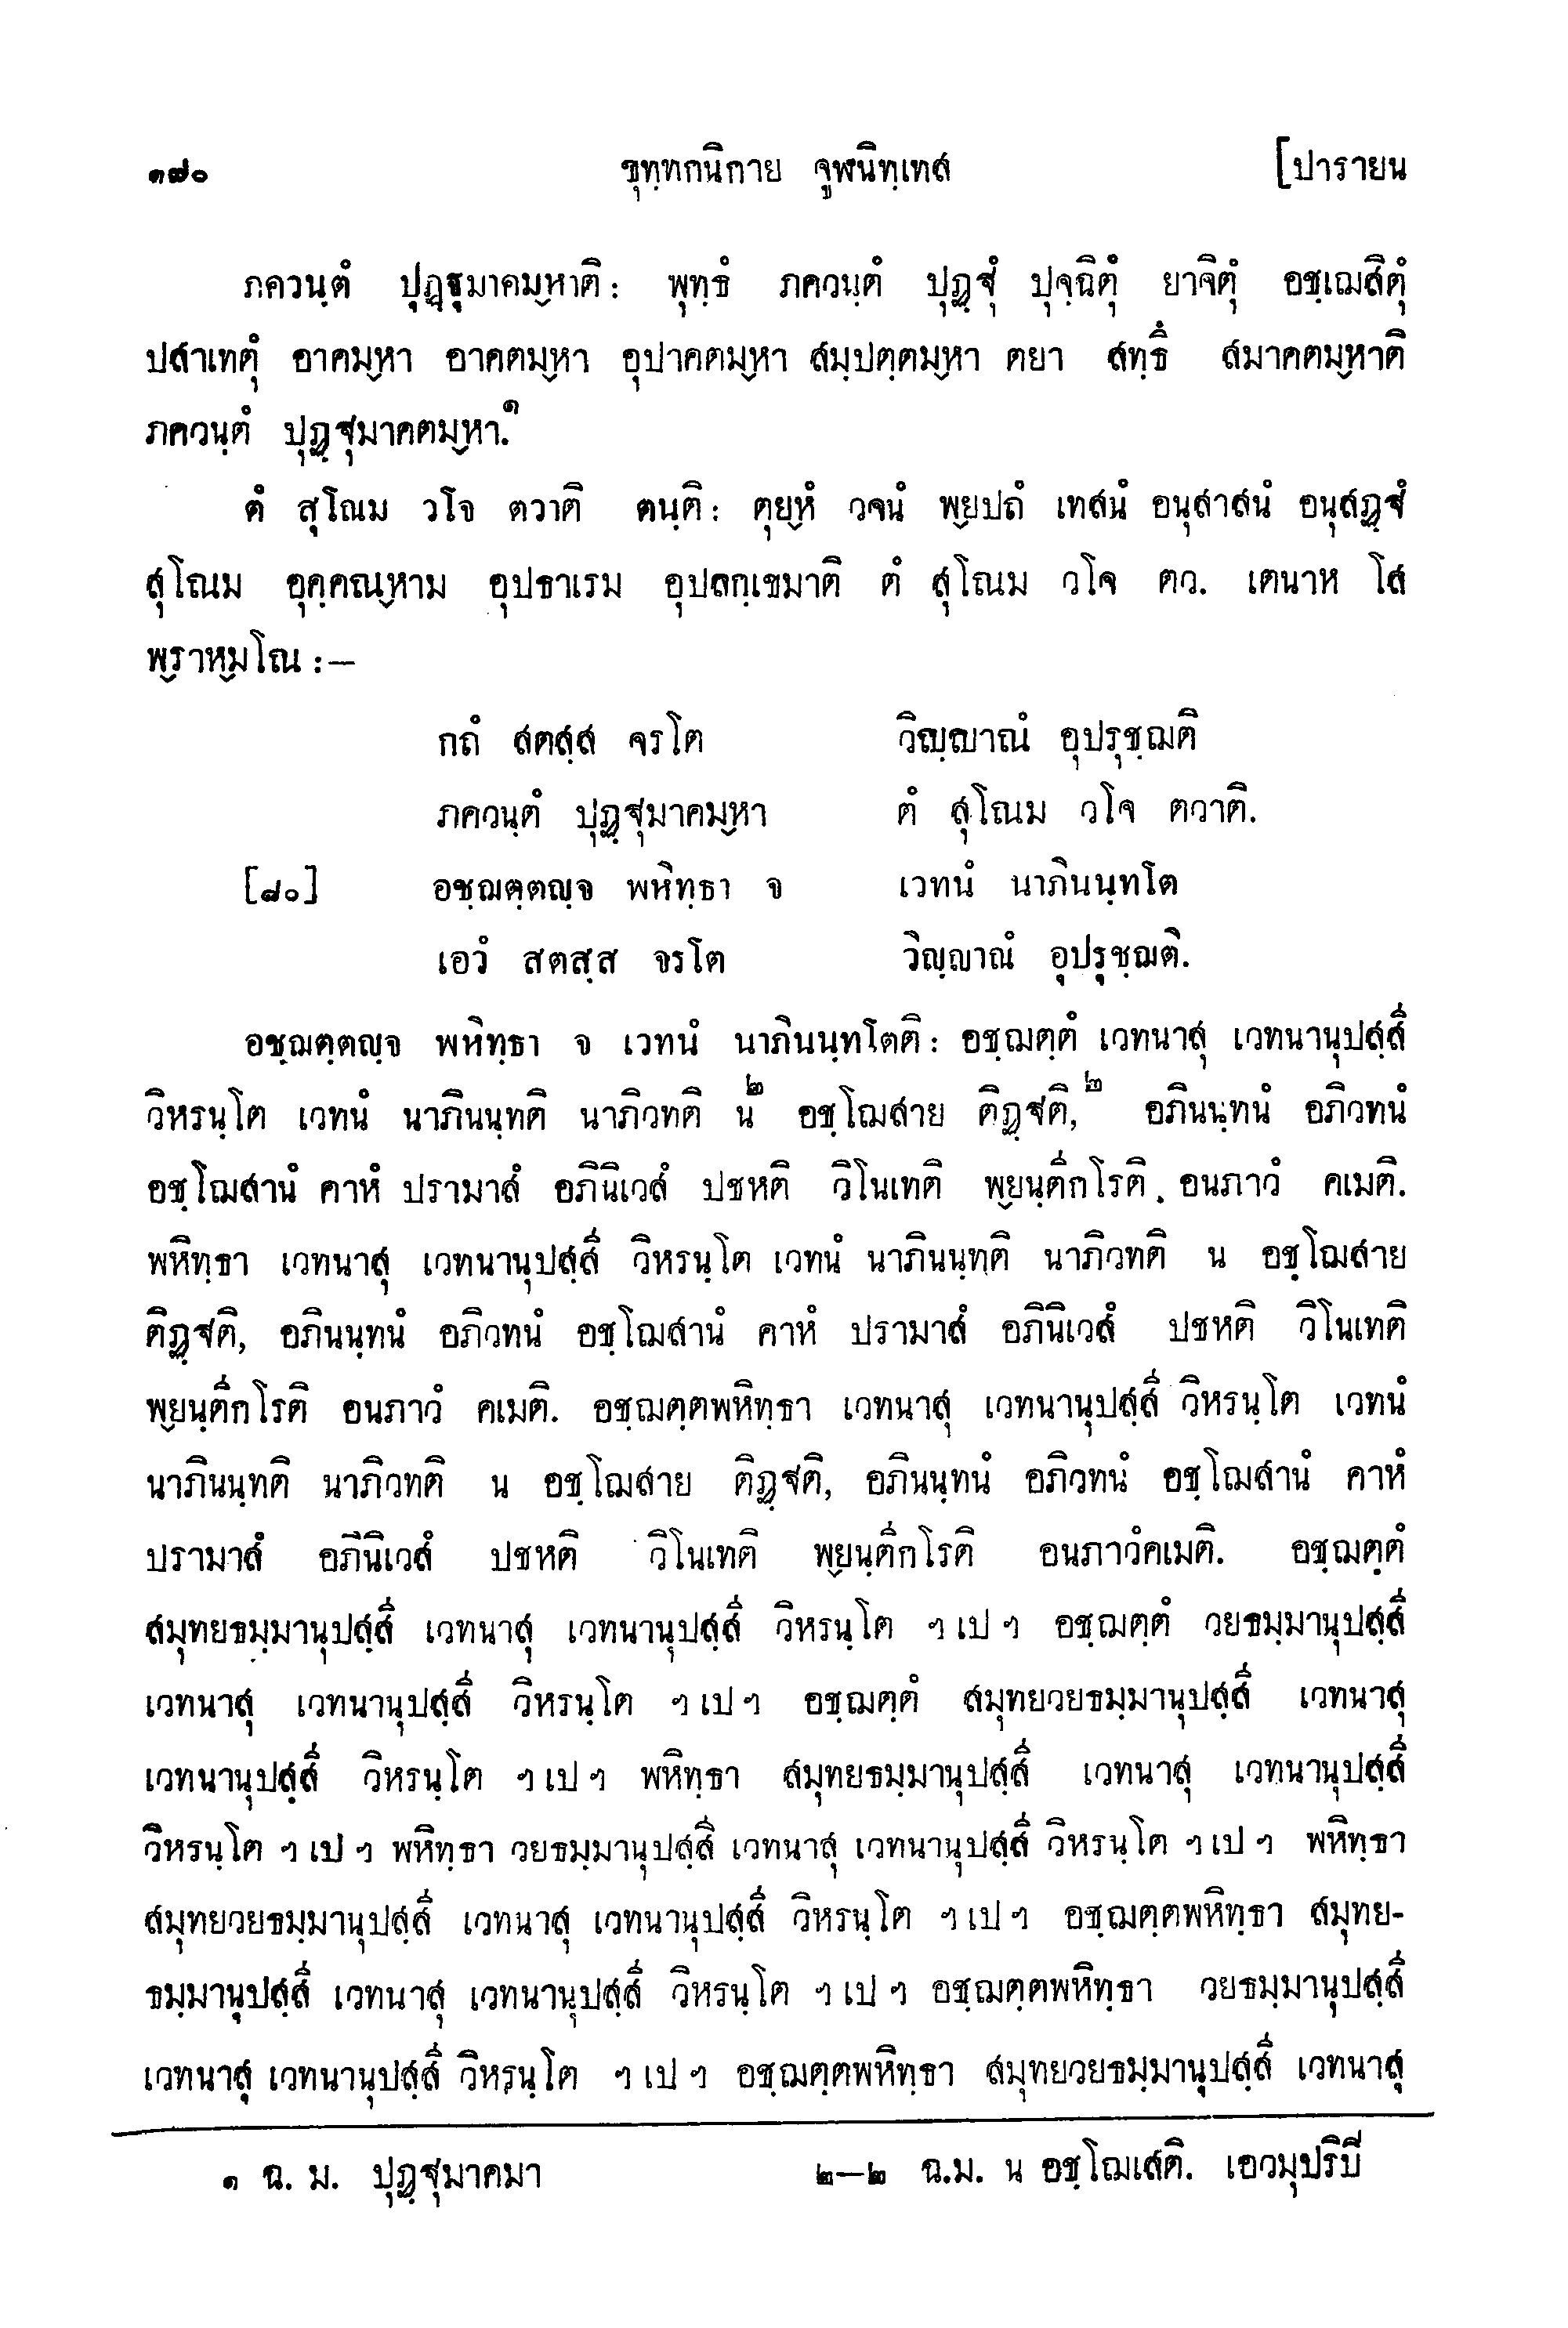 ๑๗๐ ขุทฺทกนิกาย จูฬนิทฺเทส [ปารายน
ภควนฺตํ ปุฏฺฐุมาคมฺหาติ: พุทฺธํ ภควนฺตํ ปุฏฺฐุํ ปุจฺฉิตุํ ยาจิตุํ อชฺเฌสิตุํ
ปสาเทตุํ อาคมฺหา อาคตมฺหา อุปาคตมฺหา สมฺปตฺตมฺหา ตยา สทฺธึ สมาคตมฺหาติ
ภควนฺตํ ปุฏฺฐุมาคตมฺหา.๑
ตํ สุโณม วโจ ตวาติ ตนฺติ: ตุยฺหํ วจนํ พฺยปถํ เทสนํ อนุสาสนํ อนุสฏฺฐํ
สุโณม อุคฺคณฺหาม อุปธาเรม อุปลกฺเขมาติ ตํ สุโณม วโจ ตว. เตนาห โส
พฺราหฺมโณ :—
กถํ สตสฺส จรโต วิญฺญาณํ อุปรุชฺฌติ
ภควนฺตํ ปุฏฺฐุมาคมฺหา ตํ สุโณม วโจ ตวาติ.
[๘๐] อชฺฌตฺตญฺจ พหิทฺธา จ เวทนํ นาภินนฺทโต
เอวํ สตสฺส จรโต วิญฺญาณํ อุปรุชฺฌติ.
อชฺฌตฺตญฺจ พหิทฺธา จ เวทนํ นาภินนฺทโตติ: อชฺฌตฺตํ เวทนาสุ เวทนานุปสฺสี
วิหรนฺโต เวทนํ นาภินนฺทติ นาภิวทติ น๒ อชฺโฌสาย ติฏฺฐติ,๒ อภินนฺทนํ อภิวทนํ
อชฺโฌสานํ คาหํ ปรามาสํ อภินิเวสํ ปชหติ วิโนเทติ พฺยนฺตีกโรติ อนภาวํ คเมติ.
พหิทฺธา เวทนาสุ เวทนานุปสฺสี วิหรนฺโต เวทนํ นาภินนฺทติ นาภิวทติ น อชฺโฌสาย
ติฏฺฐติ, อภินนฺทนํ อภิวทนํ อชฺโฌสานํ คาหํ ปรามาสํ อภินิเวสํ ปชหติ วิโนเทติ
พฺยนฺตีกโรติ อนภาวํ คเมติ. อชฺฌตฺตพหิทฺธา เวทนาสุ เวทนานุปสฺสี วิหรนฺโต เวทนํ
นาภินนฺทติ นาภิวทติ น อชฺโฌสาย ติฏฺฐติ, อภินนฺทนํ อภิวทนํ อชฺโฌสานํ คาหํ
ปรามาสํ อภินิเวสํ ปชหติ วิโนเทติ พฺยนฺตีกโรติ อนภาวํคเมติ. อชฺฌตฺตํ
สมุทยธมฺมานุปสฺสี เวทนาสุ เวทนานุปสฺสี วิหรนฺโต ฯ เป ฯ อชฺฌตฺตํ วยธมฺมานุปสฺสี
เวทนาสุ เวทนานุปสฺสี วิหรนฺโต ฯ เป ฯ อชฺฌตฺตํ สมุทยวยธมฺมานุปสฺสี เวทนาสุ
เวทนานุปสฺสี วิหรนฺโต ฯ เป ฯ พหิทฺธา สมุทยธมฺมานุปสฺสี เวทนาสุ เวทนานุปสฺสี
วิหรนฺโต ฯ เป ฯ พหิทฺธา วยธมฺมานุปสฺสี เวทนาสุ เวทนานุปสฺสี วิหรนฺโต ฯ เป ฯ พหิทฺธา
สมุทยวยธมฺมานุปสฺสี เวทนาสุ เวทนานุปสฺสี วิหรนฺโต ฯ เป ฯ อชฺฌตฺตพหิทฺธา สมุทย-
ธมฺมานุปสฺสี เวทนาสุ เวทนานุปสฺสี วิหรนฺโต ฯ เป ฯ อชฺฌตฺตพหิทฺธา วยธมฺมานุปสฺสี
เวทนาสุ เวทนานุปสฺสี วิหรนฺโต ฯ เป ฯ อชฺฌตฺตพหิทฺธา สมุทยวยธมฺมานุปสฺสี เวทนาสุ
๑ ฉ. ม. ปุฏฺฐุมาคมา ๒—๒ ฉ.ม. น อชฺโฌเสติ. เอวมุปริปี